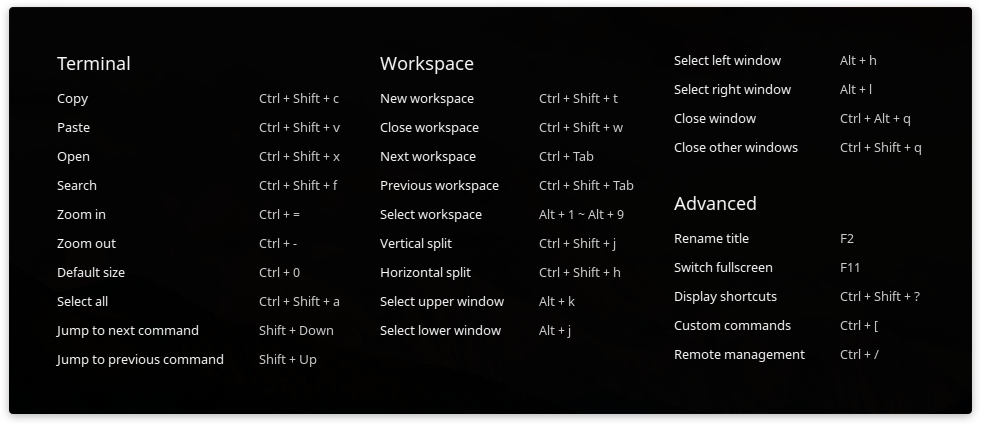 Terminal
Copy Ctrl + Shift + c
Paste Ctrl + Shift + v
Open Ctrl + Shift + x
Search Ctrl + Shift + f
Zoom in Ctrl + =
Zoom out Ctrl + -
Default size Ctrl + 0
Select all Ctrl + Shift + a
Jump to next command Shift + Down
Jump to previous command Shift + Up
Workspace
New workspace Ctrl + Shift + t
Close workspace Ctrl + Shift + w
Next workspace Ctrl + Tab
Previous workspace Ctrl + Shift + Tab
Select workspace Alt + 1 ~ Alt + 9
Vertical split Ctrl + Shift + j
Horizontal split Ctrl + Shift + h
Select upper window Alt + k
Select lower window Alt + j
Select left window Alt + h
Select right window Alt + l
Close window Ctrl + Alt + q
Close other windows Ctrl + Shift + q
Advanced
Rename title F2
Switch fullscreen F11
Display shortcuts Ctrl + Shift + ?
Custom commands Ctrl + [
Remote management Ctrl + /